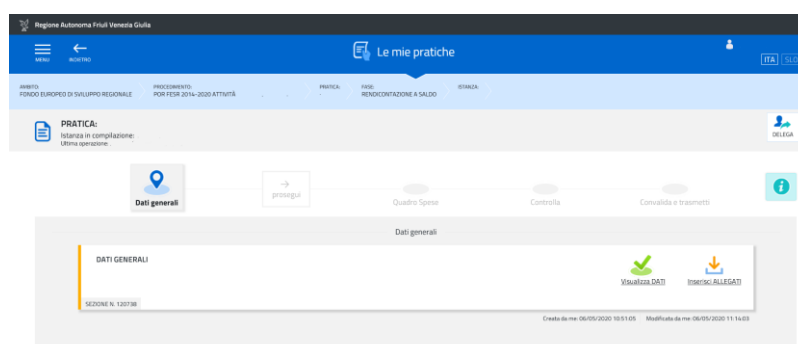 Regione Autonoma Friuli Venezia Giulia
MENU
INDIETRO
Le mie pratiche
ITA SLO
AMBITO: PROCEDIMENTO: PRATICA: FASE: ISTANZA:
FONDO EUROPEO DI SVILUPPO REGIONALE POR FESR 2014-2020 ATTIVITÀ RENDICONTAZIONE A SALDO
PRATICA:
Istanza in compilazione:
Ultima operazione:
DELEGA
Dati generali
prosegui
Quadro Spese
Controlla
Convalida e trasmetti
Dati generali
DATI GENERALI
Visualizza DATI
Inserisci ALLEGATI
SEZIONE N. 120738
Creata da me: 06/05/2020 10:51:05 Modificata da me: 06/05/2020 11:14:03